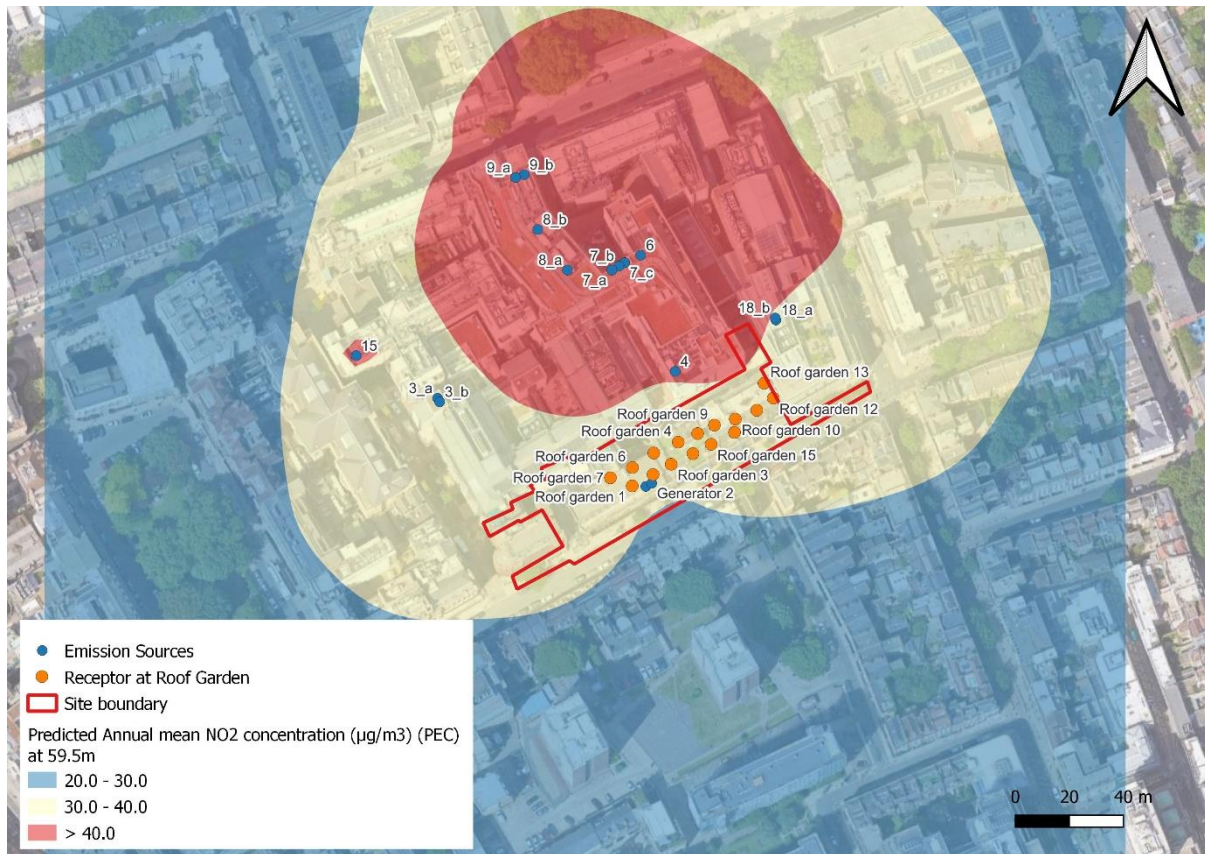 9_a 9_b
8_b
8_a
7_b 6
7_a 7_c
18_b 18_a
15
4
3_a 3_b
Roof garden 13
Roof garden 9 Roof garden 12
Roof garden 4 Roof garden 10
Roof garden 6 Roof garden 15
Roof garden 7 Roof garden 3
Roof garden 1 Generator 2
Emission Sources
Receptor at Roof Garden
Site boundary
Predicted Annual mean NO2 concentration (µg/m3) (PEC)
at 59.5m
20.0 - 30.0
30.0 - 40.0
> 40.0
0 20 40 m